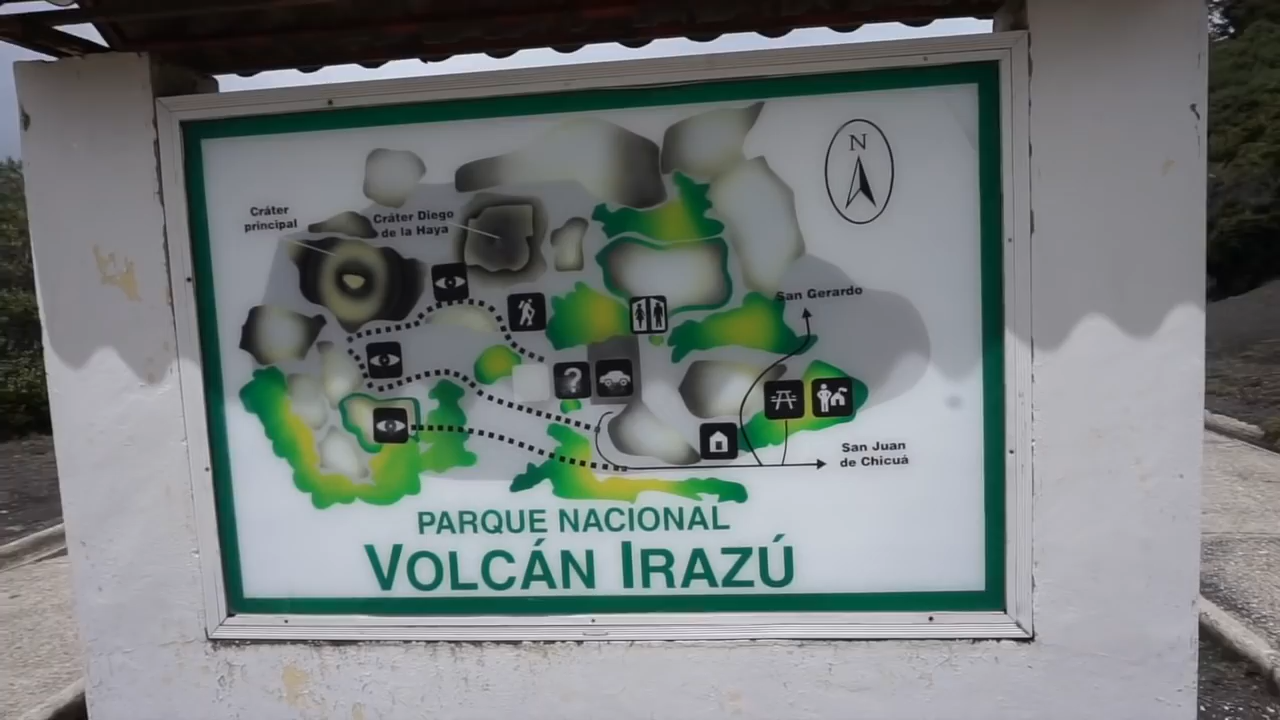 N
Cráter
principal
Cráter Diego
de la Haya
San Gerardo
?
San Juan
de Chicuá
PARQUE NACIONAL
VOLCÁN IRAZÚ